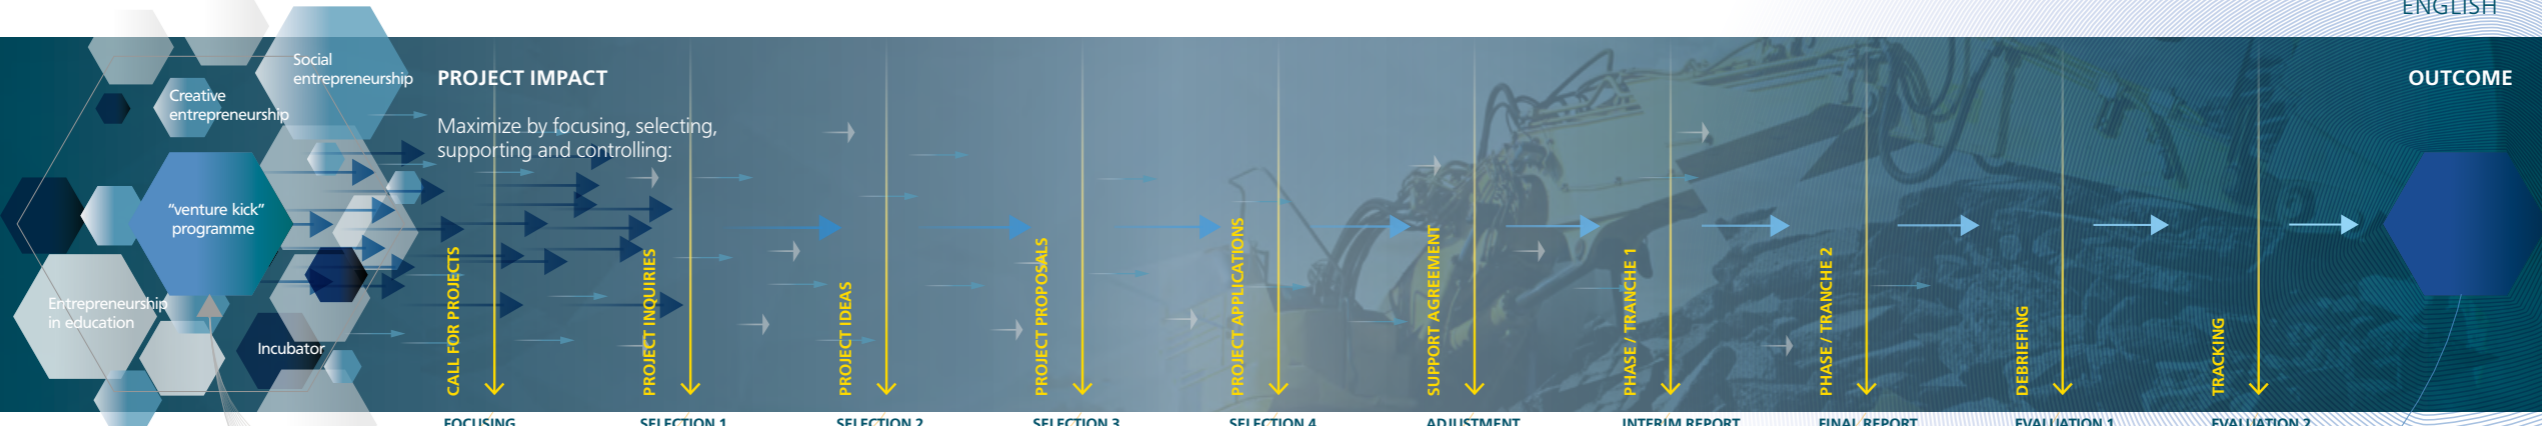 ENGLISH
Social
entrepreneurship
Creative
entrepreneurship
"venture kick"
programme
Entrepreneurship
in education
Incubator
PROJECT IMPACT
Maximize by focusing, selecting,
supporting and controlling:
CALL FOR PROJECTS
PROJECT INQUIRIES
PROJECT IDEAS
PROJECT PROPOSALS
PROJECT APPLICATIONS
SUPPORT AGREEMENT
PHASE / TRANCHE 1
PHASE / TRANCHE 2
DEBRIEFING
TRACKING
OUTCOME
FOCUSING
SELECTION 1
SELECTION 2
SELECTION 3
SELECTION 4
ADJUSTMENT
INTERIM REPORT
FINAL REPORT
EVALUATION 1
EVALUATION 2